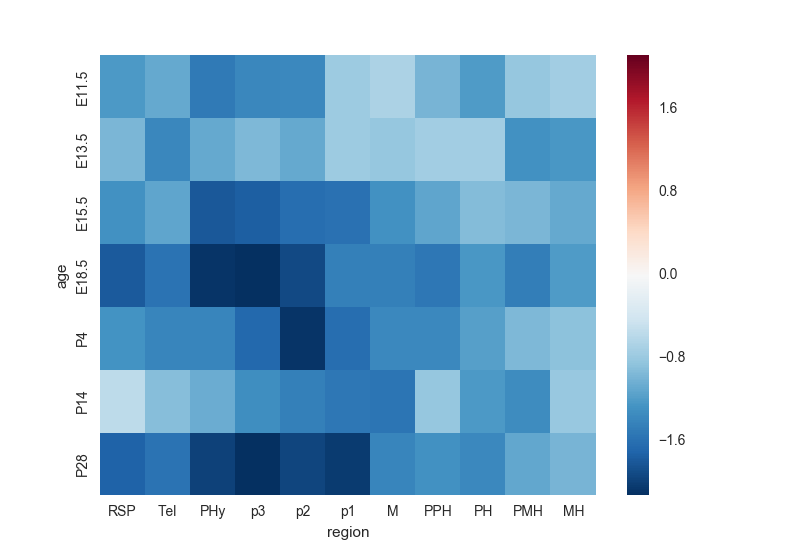 age
E11.5
E13.5
E15.5
E18.5
P4
P14
P28
RSP Tel PHy p3 p2 p1 M PPH PH PMH MH
region
1.6
0.8
0.0
−0.8
−1.6